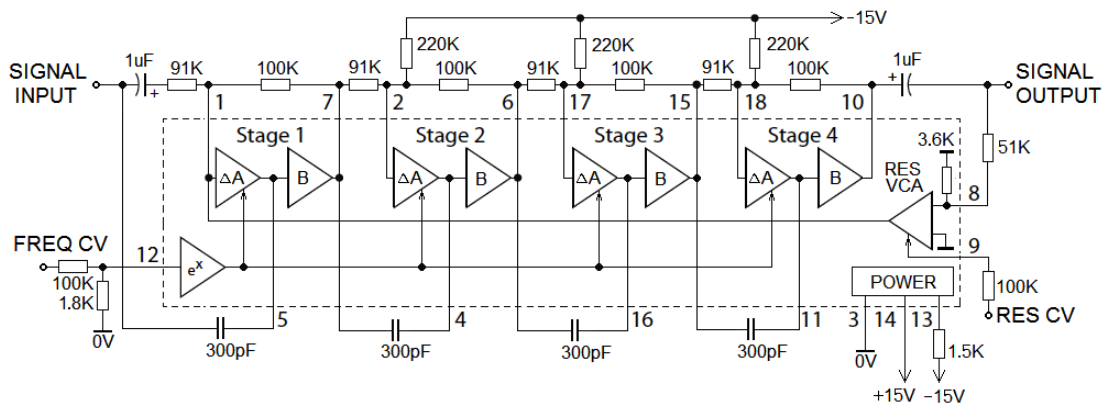 −15V
220K
220K
220K
1uF
+
91K
100K
91K
100K
91K
100K
91K
100K
1uF
+
SIGNAL
INPUT
SIGNAL
OUTPUT
1
7
2
6
17
15
18
10
Stage 1
Stage 2
Stage 3
Stage 4
3.6K
51K
ΔA
B
ΔA
B
ΔA
B
ΔA
B
RES
VCA
8
9
FREQ CV
12
eˣ
100K
1.8K
0V
POWER
100K
RES CV
5
4
16
11
3
14
13
300pF
300pF
300pF
300pF
0V
1.5K
+15V
−15V